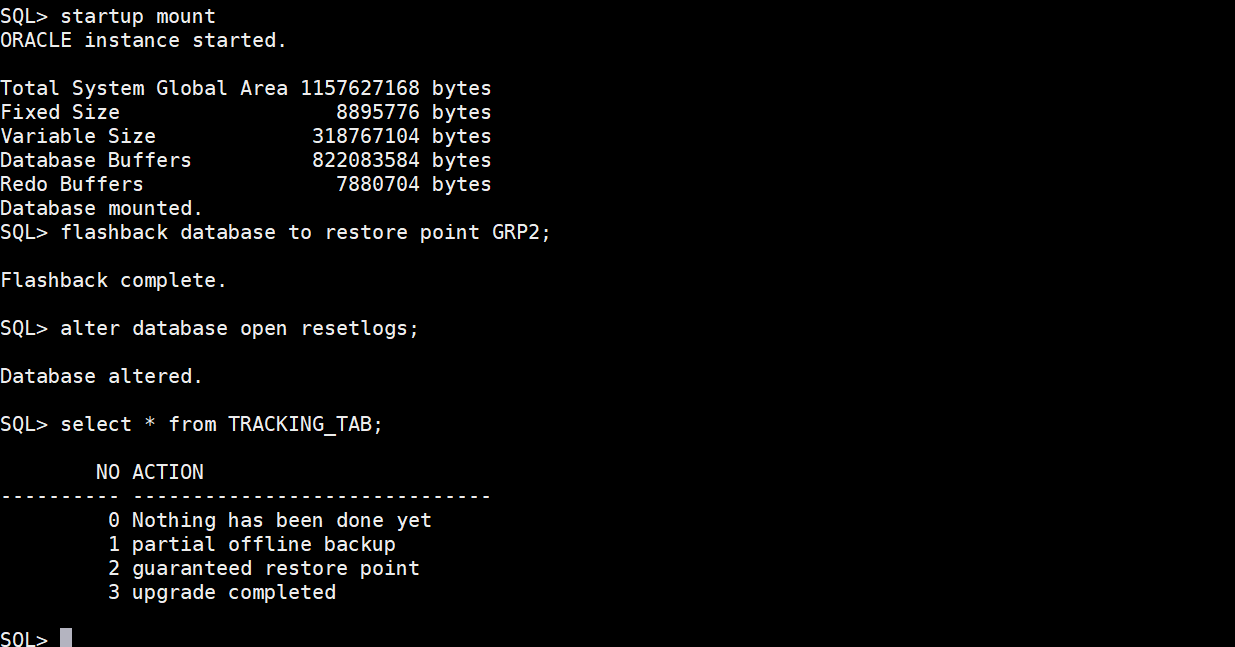 SQL> startup mount
ORACLE instance started.
Total System Global Area 1157627168 bytes
Fixed Size                  8895776 bytes
Variable Size             318767104 bytes
Database Buffers          822083584 bytes
Redo Buffers                7880704 bytes
Database mounted.
SQL> flashback database to restore point GRP2;
Flashback complete.
SQL> alter database open resetlogs;
Database altered.
SQL> select * from TRACKING_TAB;
        NO ACTION
---------- ------------------------------
         0 Nothing has been done yet
         1 partial offline backup
         2 guaranteed restore point
         3 upgrade completed
SQL>